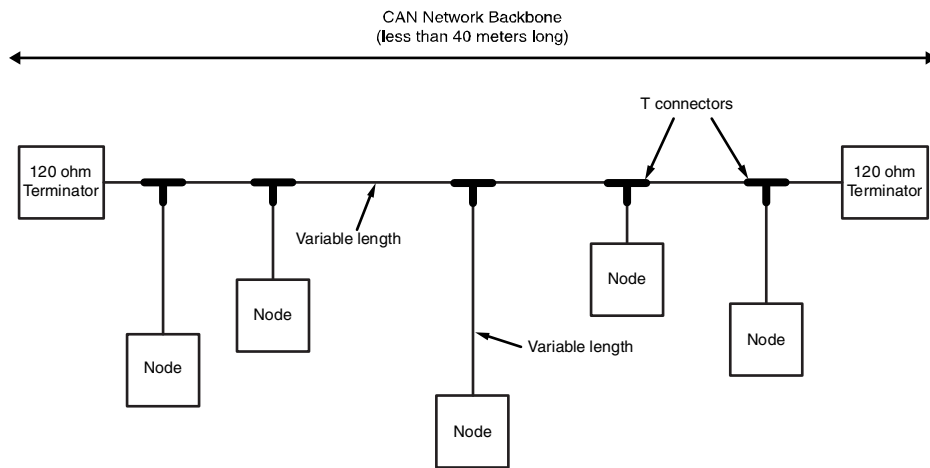 CAN Network Backbone
(less than 40 meters long)
T connectors
120 ohm
Terminator
120 ohm
Terminator
Variable length
Node
Node
Node
Node
Variable length
Node